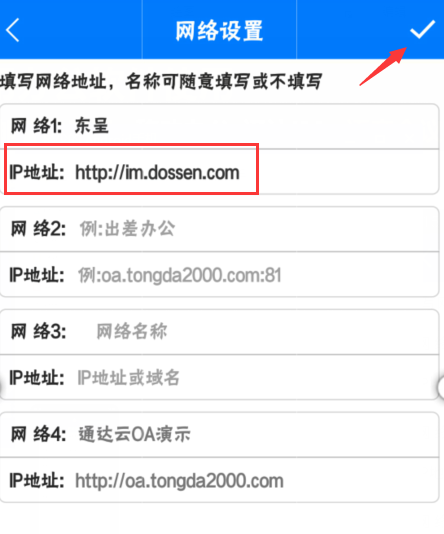 网络设置
填写网络地址，名称可随意填写或不填写
网 络1: 东呈
IP地址: http://im.dossen.com
网 络2: 例:出差办公
IP地址: 例:oa.tongda2000.com:81
网 络3: 网络名称
IP地址: IP地址或域名
网 络4: 通达云OA演示
IP地址: http://oa.tongda2000.com